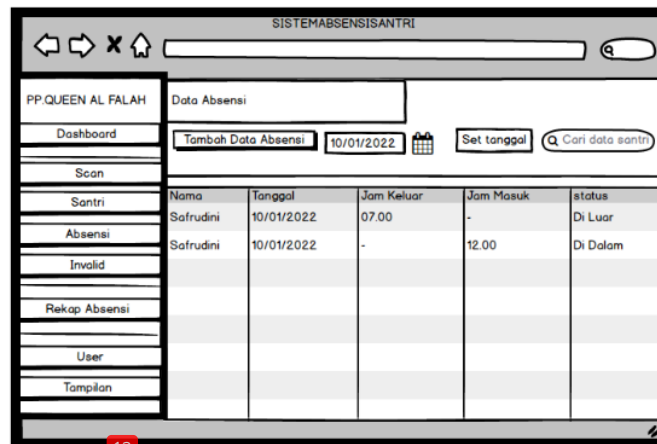 SISTEMABSENSISANTRI
PP.QUEEN AL FALAH
Data Absensi
Dashboard
Tambah Data Absensi
10/01/2022
Set tanggal
Cari data santri
Scan
Santri
Absensi
Invalid
Rekap Absensi
User
Tampilan
Nama Tanggal Jam Keluar Jam Masuk status
Safrudini 10/01/2022 07.00 - Di Luar
Safrudini 10/01/2022 - 12.00 Di Dalam